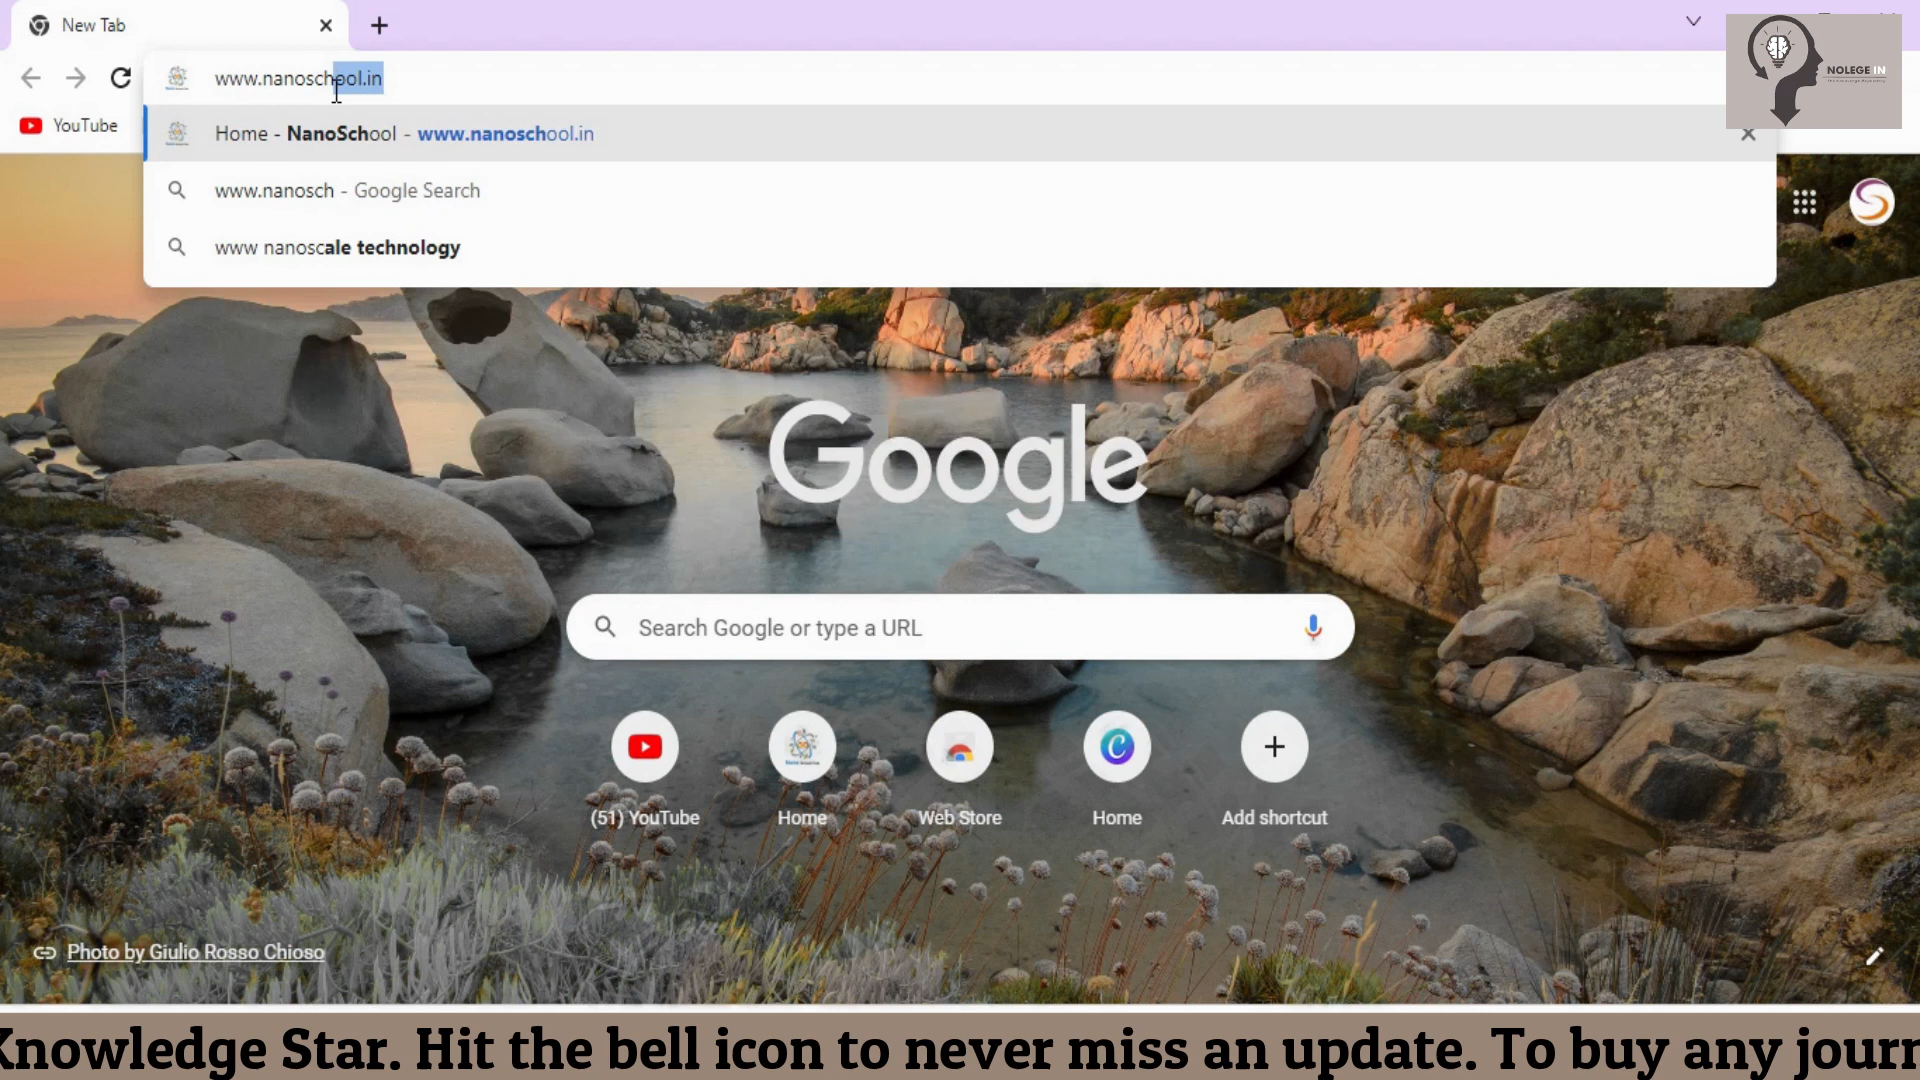 New Tab
www.nanoschool.in
YouTube
Home - NanoSchool - www.nanoschool.in
www.nanosch - Google Search
www nanoscale technology
NOLEGE IN
Google
Search Google or type a URL
(51) YouTube
Home
Web Store
Home
Add shortcut
Photo by Giulio Rosso Chioso
Knowledge Star. Hit the bell icon to never miss an update. To buy any journ